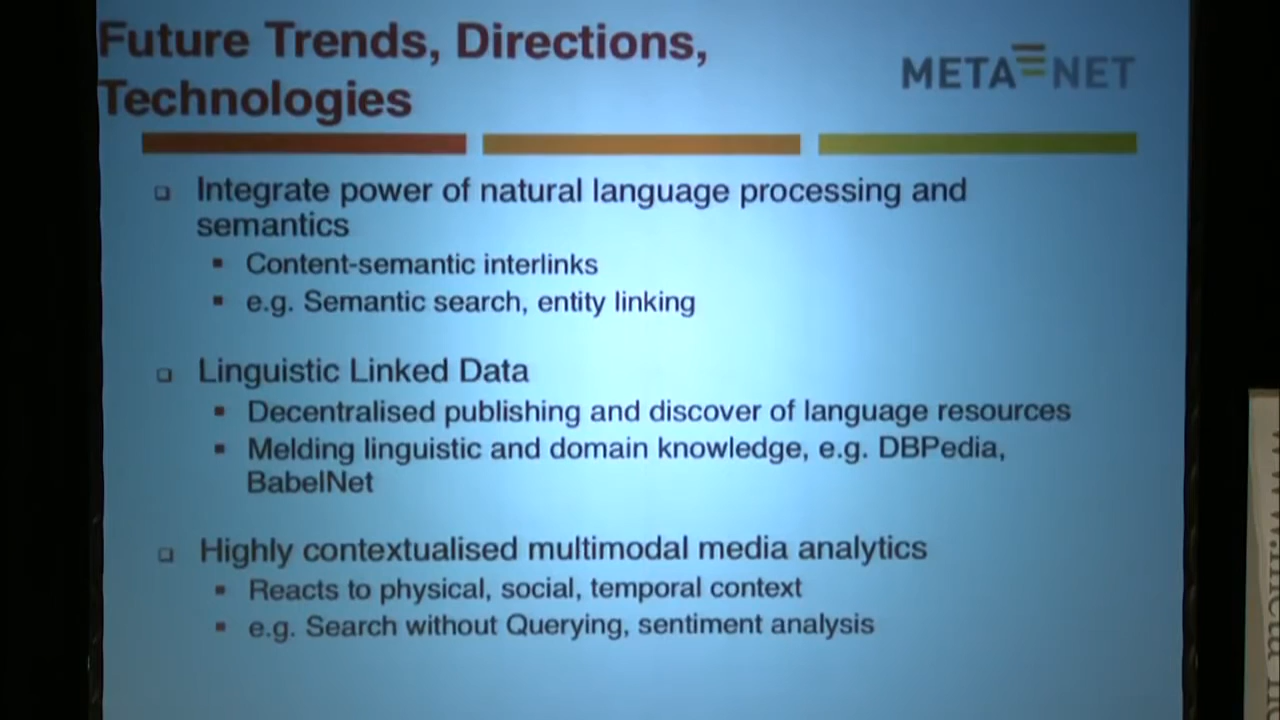 Future Trends, Directions,
Technologies
META NET
Integrate power of natural language processing and
semantics
Content-semantic interlinks
e.g. Semantic search, entity linking
Linguistic Linked Data
Decentralised publishing and discover of language resources
Melding linguistic and domain knowledge, e.g. DBPedia,
BabelNet
Highly contextualised multimodal media analytics
Reacts to physical, social, temporal context
e.g. Search without Querying, sentiment analysis